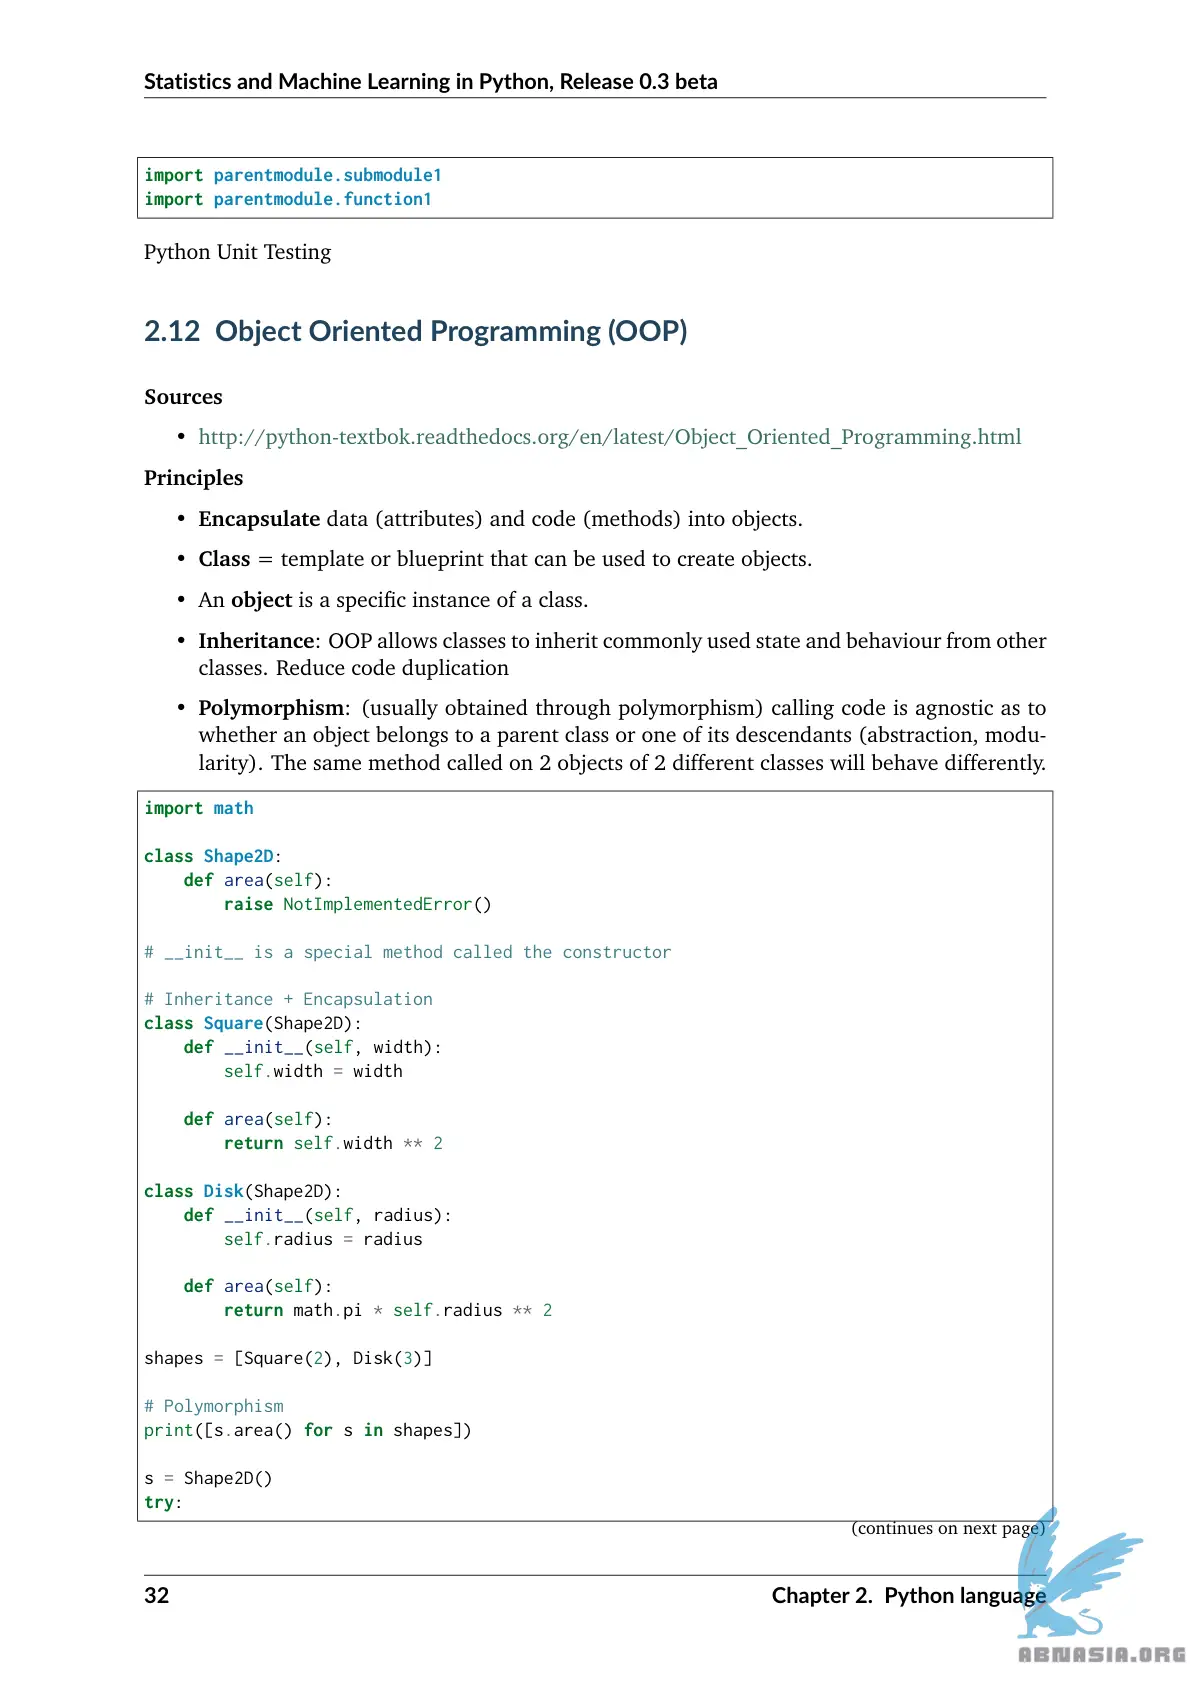 Statistics and Machine Learning in Python, Release 0.3 beta
import parentmodule.submodule1
import parentmodule.function1
Python Unit Testing
2.12 Object Oriented Programming (OOP)
Sources
• http://python-textbok.readthedocs.org/en/latest/Object_Oriented_Programming.html
Principles
• Encapsulate data (attributes) and code (methods) into objects.
• Class = template or blueprint that can be used to create objects.
• An object is a specific instance of a class.
• Inheritance: OOP allows classes to inherit commonly used state and behaviour from other
classes. Reduce code duplication
• Polymorphism: (usually obtained through polymorphism) calling code is agnostic as to
whether an object belongs to a parent class or one of its descendants (abstraction, modu-
larity). The same method called on 2 objects of 2 different classes will behave differently.
import math
class Shape2D:
    def area(self):
        raise NotImplementedError()
# __init__ is a special method called the constructor
# Inheritance + Encapsulation
class Square(Shape2D):
    def __init__(self, width):
        self.width = width
    def area(self):
        return self.width ** 2
class Disk(Shape2D):
    def __init__(self, radius):
        self.radius = radius
    def area(self):
        return math.pi * self.radius ** 2
shapes = [Square(2), Disk(3)]
# Polymorphism
print([s.area() for s in shapes])
s = Shape2D()
try:
(continues on next page)
32
Chapter 2. Python language
ABNASIA.ORG